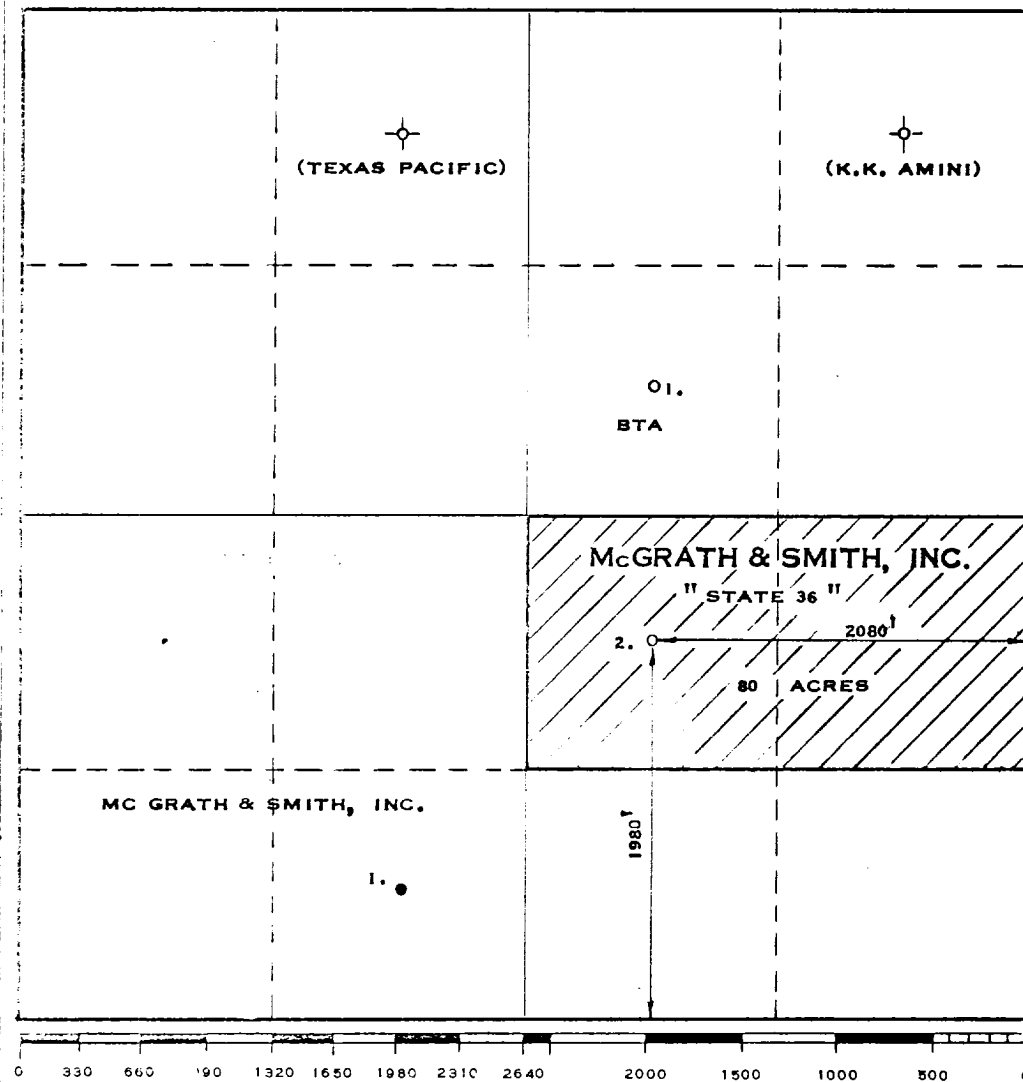 (TEXAS PACIFIC)
(K.K. AMINI)
O1.
BTA
McGRATH & SMITH, INC.
" STATE 36 "
2080'
2.
80 ACRES
MC GRATH & SMITH, INC.
1980'
1.
0 330 660 '90 1320 1650 1980 2310 2640 2000 1500 1000 500